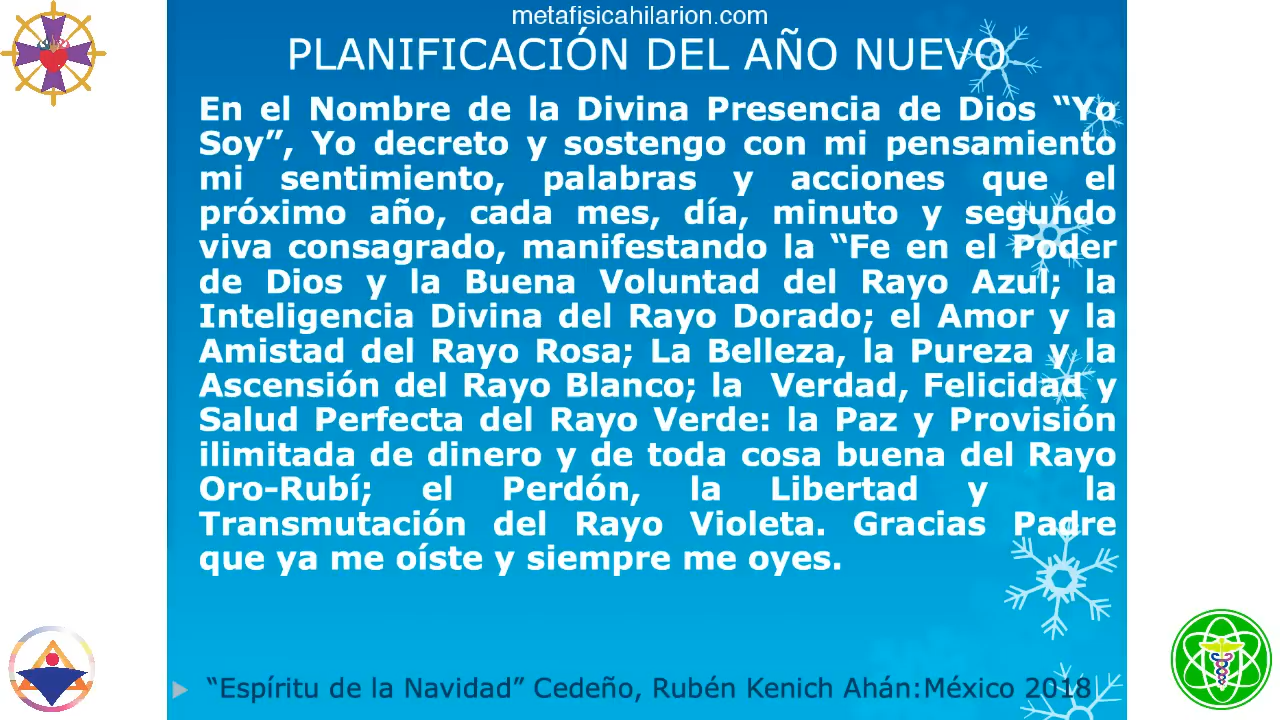 metafisicahilarion.com
PLANIFICACIÓN DEL AÑO NUEVO
En el Nombre de la Divina Presencia de Dios “Yo
Soy”, Yo decreto y sostengo con mi pensamiento
mi sentimiento, palabras y acciones que el
próximo año, cada mes, día, minuto y segundo
viva consagrado, manifestando la “Fe en el Poder
de Dios y la Buena Voluntad del Rayo Azul; la
Inteligencia Divina del Rayo Dorado; el Amor y la
Amistad del Rayo Rosa; La Belleza, la Pureza y la
Ascensión del Rayo Blanco; la Verdad, Felicidad y
Salud Perfecta del Rayo Verde: la Paz y Provisión
ilimitada de dinero y de toda cosa buena del Rayo
Oro-Rubí; el Perdón, la Libertad y la
Transmutación del Rayo Violeta. Gracias Padre
que ya me oíste y siempre me oyes.
“Espíritu de la Navidad” Cedeño, Rubén Kenich Ahán:México 2018